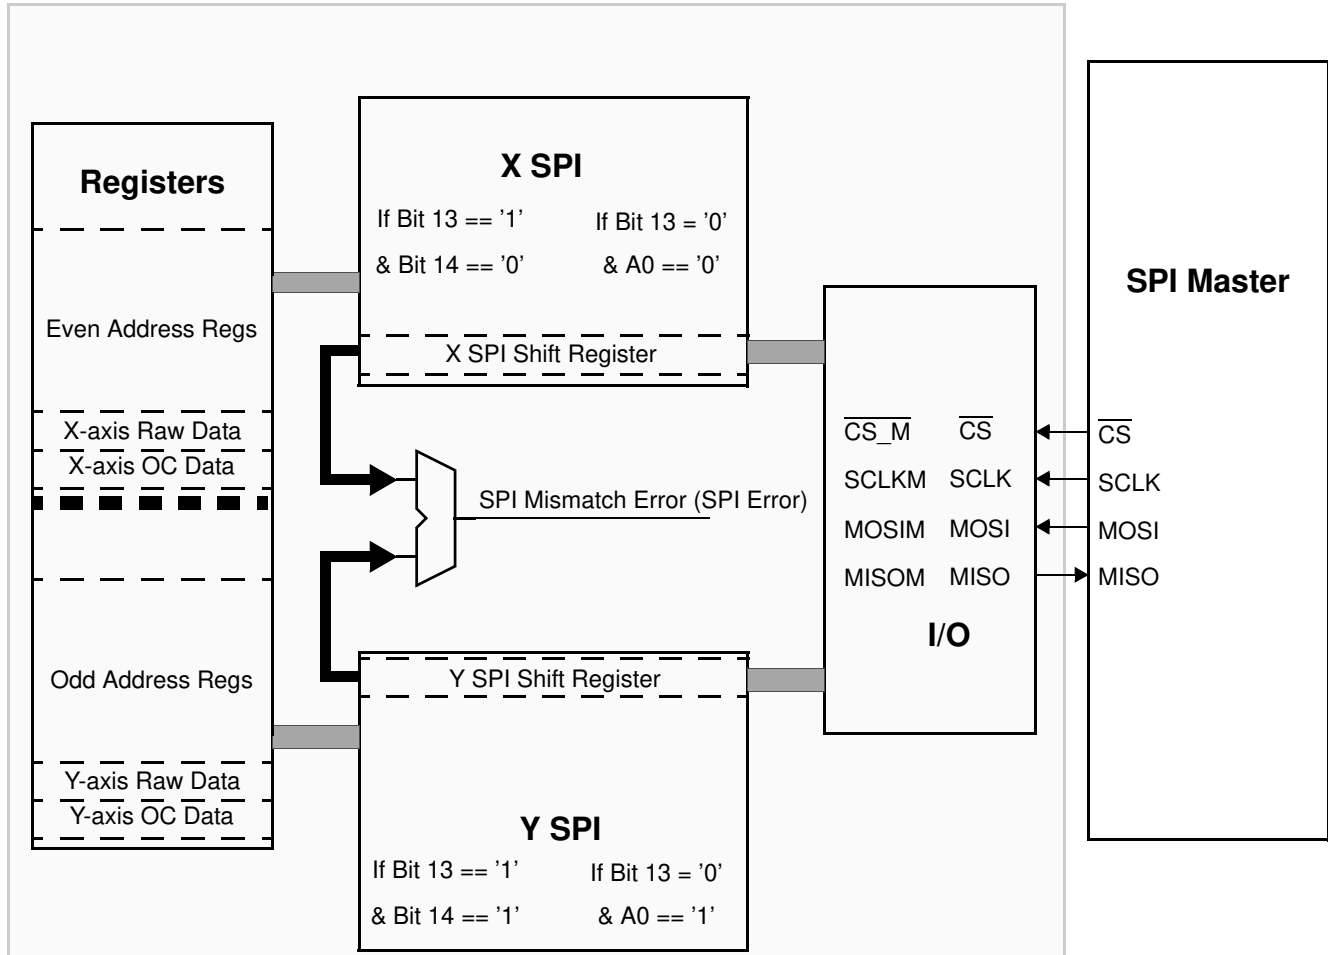 Registers
Even Address Regs
X-axis Raw Data
X-axis OC Data
Odd Address Regs
Y-axis Raw Data
Y-axis OC Data
X SPI
If Bit 13 == '1' If Bit 13 = '0'
& Bit 14 == '0' & A0 == '0'
X SPI Shift Register
SPI Mismatch Error (SPI Error)
Y SPI Shift Register
Y SPI
If Bit 13 == '1' If Bit 13 = '0'
& Bit 14 == '1' & A0 == '1'
CS_M CS
SCLKM SCLK
MOSIM MOSI
MISOM MISO
I/O
SPI Master
CS
SCLK
MOSI
MISO